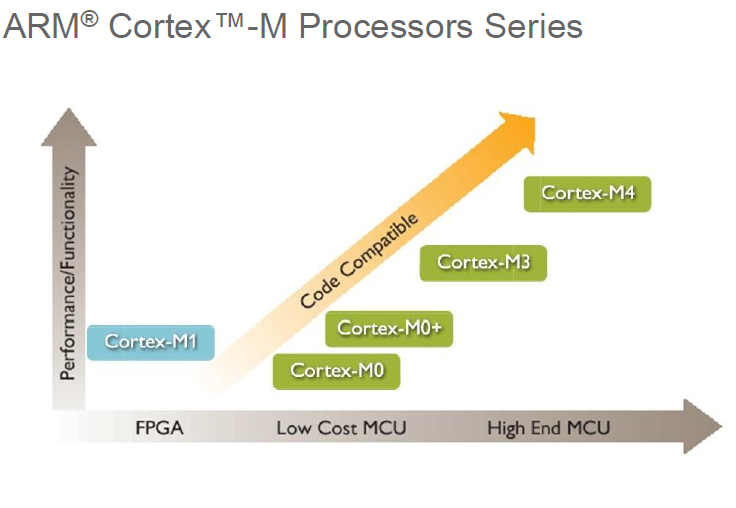 ARM® Cortex™-M Processors Series
Performance/Functionality
Code Compatible
Cortex-M4
Cortex-M3
Cortex-M0+
Cortex-M1
Cortex-M0
FPGA
Low Cost MCU
High End MCU